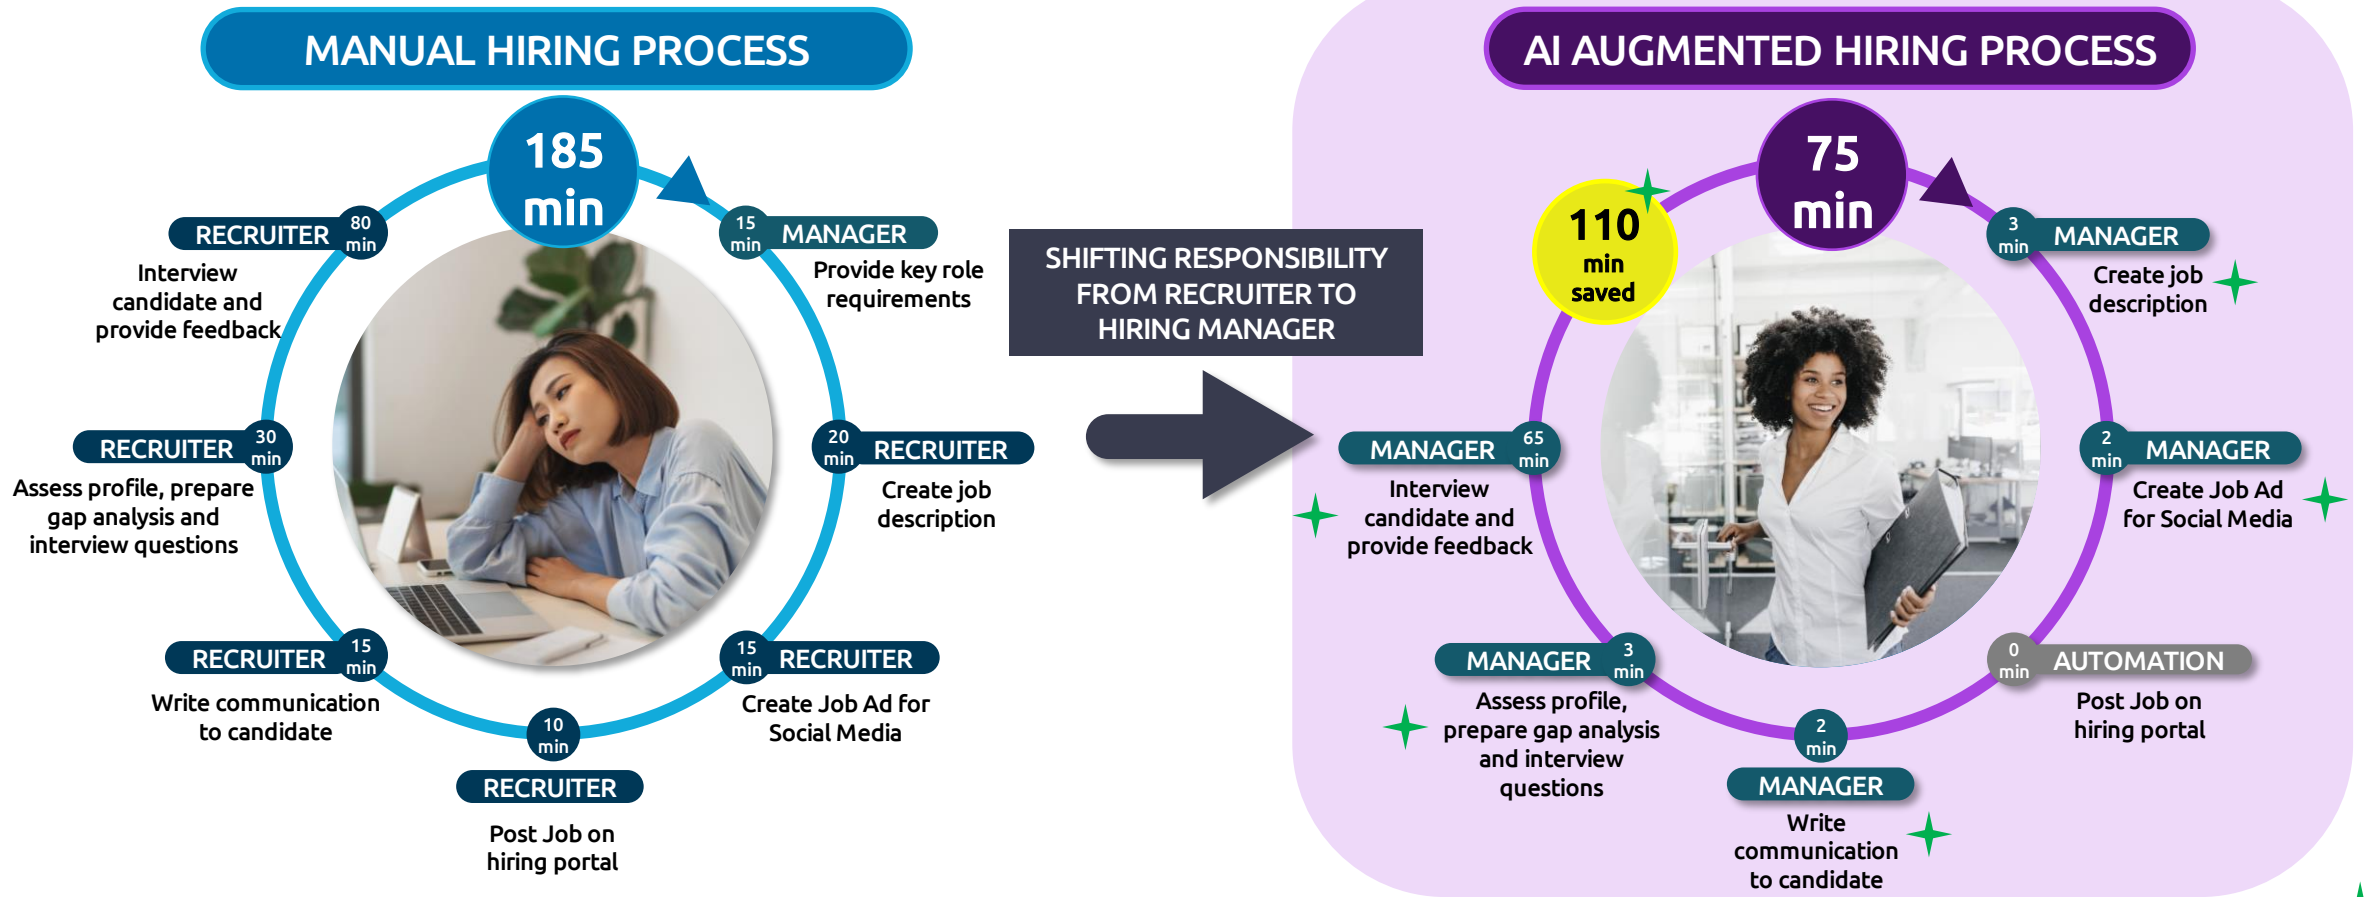 MANUAL HIRING PROCESS
185
min
15
min
MANAGER
Provide key role
requirements
20
min
RECRUITER
Create job
description
15
min
RECRUITER
Create Job Ad for
Social Media
10
min
RECRUITER
Post Job on
hiring portal
15
min
RECRUITER
Write communication
to candidate
30
min
RECRUITER
Assess profile, prepare
gap analysis and
interview questions
80
min
RECRUITER
Interview
candidate and
provide feedback
SHIFTING RESPONSIBILITY
FROM RECRUITER TO
HIRING MANAGER
AI AUGMENTED HIRING PROCESS
75
min
3
min
MANAGER
Create job
description
2
min
MANAGER
Create Job Ad
for Social Media
0
min
AUTOMATION
Post Job on
hiring portal
2
min
MANAGER
Write
communication
to candidate
3
min
MANAGER
Assess profile,
prepare gap analysis
and interview
questions
65
min
MANAGER
Interview
candidate and
provide feedback
110
min
saved